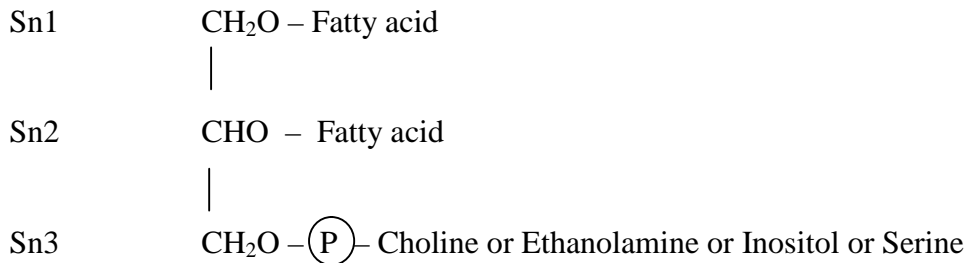 Sn1 CH₂O – Fatty acid
Sn2 CHO – Fatty acid
Sn3 CH₂O – P – Choline or Ethanolamine or Inositol or Serine